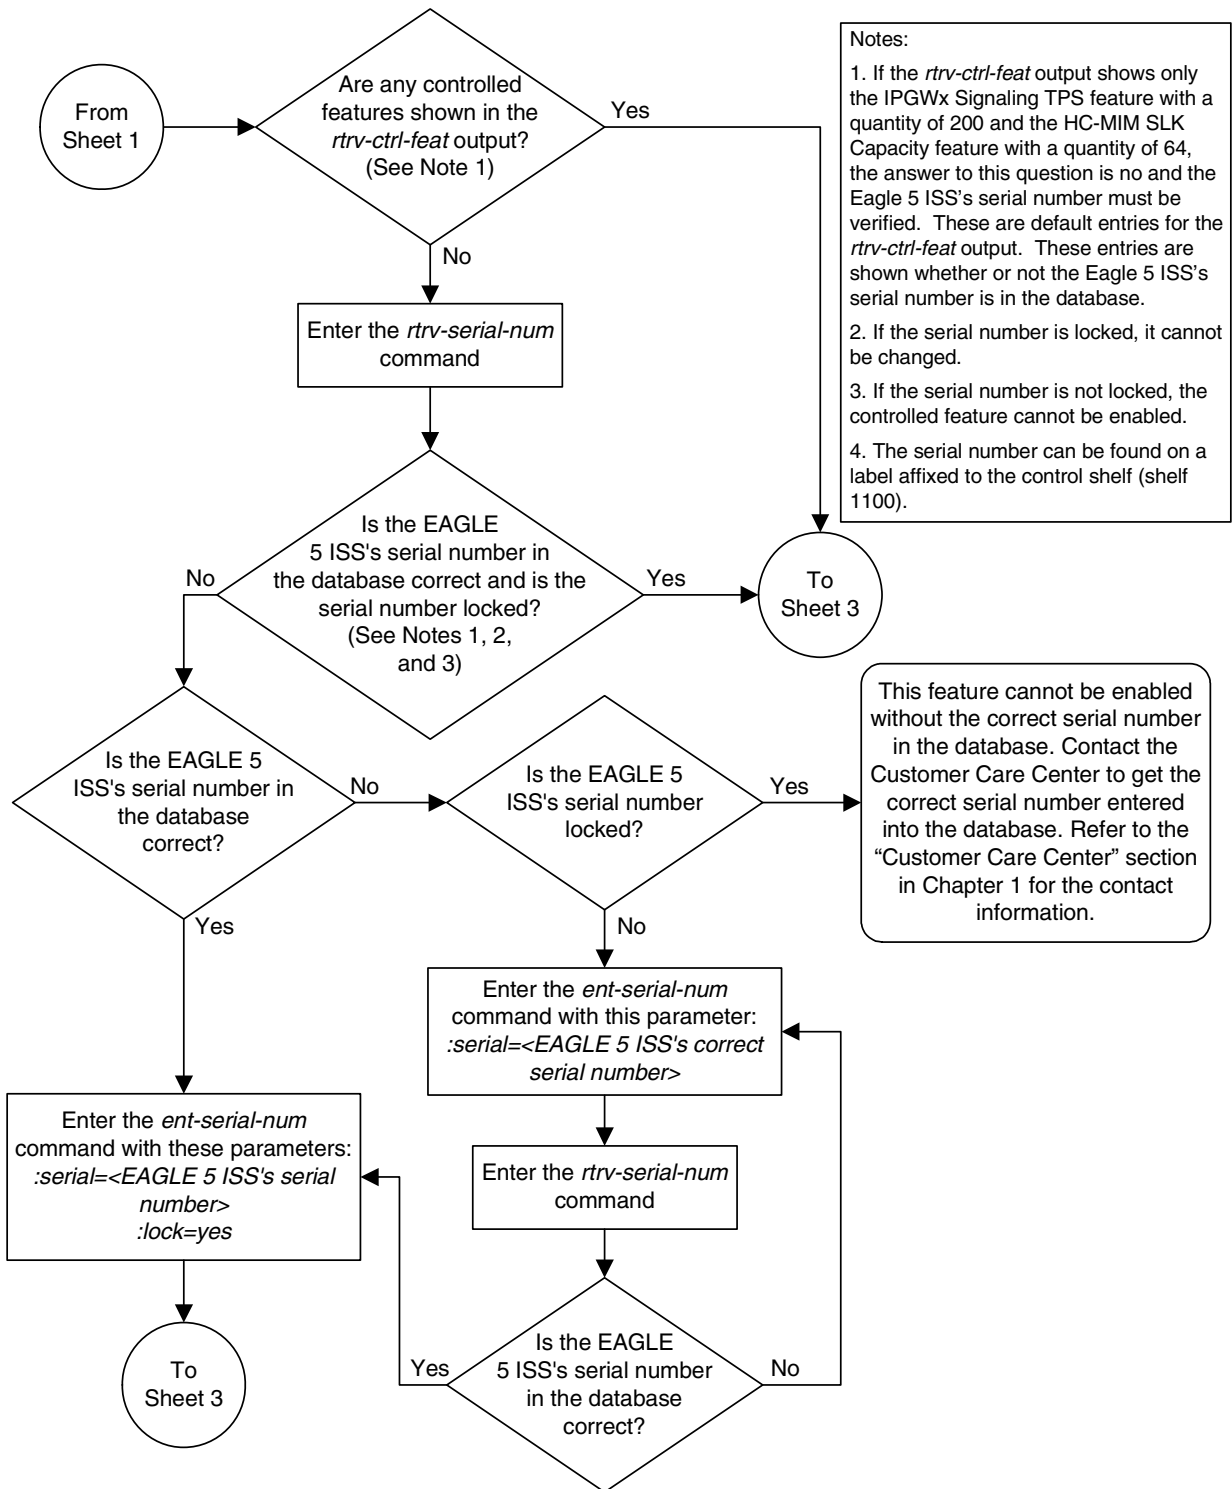 From
Sheet 1
Are any controlled
features shown in the
rtrv-ctrl-feat output?
(See Note 1)
Yes
No
Notes:
1. If the rtrv-ctrl-feat output shows only
the IPGWx Signaling TPS feature with a
quantity of 200 and the HC-MIM SLK
Capacity feature with a quantity of 64,
the answer to this question is no and the
Eagle 5 ISS's serial number must be
verified.  These are default entries for the
rtrv-ctrl-feat output.  These entries are
shown whether or not the Eagle 5 ISS's
serial number is in the database.
2. If the serial number is locked, it cannot
be changed.
3. If the serial number is not locked, the
controlled feature cannot be enabled.
4. The serial number can be found on a
label affixed to the control shelf (shelf
1100).
Enter the rtrv-serial-num
command
Is the EAGLE
5 ISS's serial number in
the database correct and is the
serial number locked?
(See Notes 1, 2,
and 3)
No
Yes
To
Sheet 3
Is the EAGLE 5
ISS's serial number in
the database
correct?
No
Yes
Is the EAGLE 5
ISS's serial number
locked?
Yes
No
This feature cannot be enabled
without the correct serial number
in the database. Contact the
Customer Care Center to get the
correct serial number entered
into the database. Refer to the
“Customer Care Center” section
in Chapter 1 for the contact
information.
Enter the ent-serial-num
command with this parameter:
:serial=<EAGLE 5 ISS's correct
serial number>
Enter the ent-serial-num
command with these parameters:
:serial=<EAGLE 5 ISS's serial
number>
:lock=yes
Enter the rtrv-serial-num
command
Is the EAGLE
5 ISS's serial number
in the database
correct?
Yes
No
To
Sheet 3